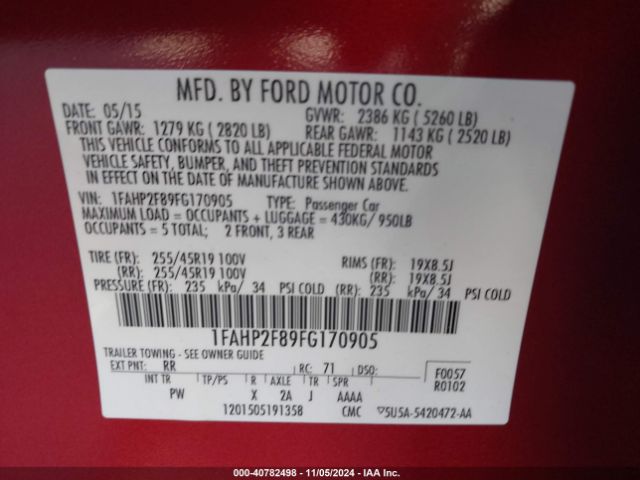 MFD. BY FORD MOTOR CO.
DATE: 05/15 GVWR: 2386 KG ( 5260 LB)
FRONT GAWR: 1279 KG ( 2820 LB) REAR GAWR: 1143 KG ( 2520 LB)
THIS VEHICLE CONFORMS TO ALL APPLICABLE FEDERAL MOTOR
VEHICLE SAFETY, BUMPER, AND THEFT PREVENTION STANDARDS
IN EFFECT ON THE DATE OF MANUFACTURE SHOWN ABOVE.
VIN: 1FAHP2F89FG170905 TYPE: Passenger Car
MAXIMUM LOAD = OCCUPANTS + LUGGAGE = 430KG/ 950LB
OCCUPANTS = 5 TOTAL; 2 FRONT, 3 REAR
TIRE (FR): 255/45R19 100V RIMS (FR): 19X8.5J
(RR): 255/45R19 100V (RR): 19X8.5J
PRESSURE (FR): 235 kPa/ 34 PSI COLD (RR): 235 kPa/ 34 PSI COLD
1FAHP2F89FG170905
TRAILER TOWING - SEE OWNER GUIDE
EXT PNT: RR RC: 71 DSO: F0057
R0102
INT TR TP/PS R AXLE TR SPR
PW X 2A J AAAA
1201505191358 CMC 5U5A-5420472-AA
000-40782498 - 11/05/2024 - IAA Inc.